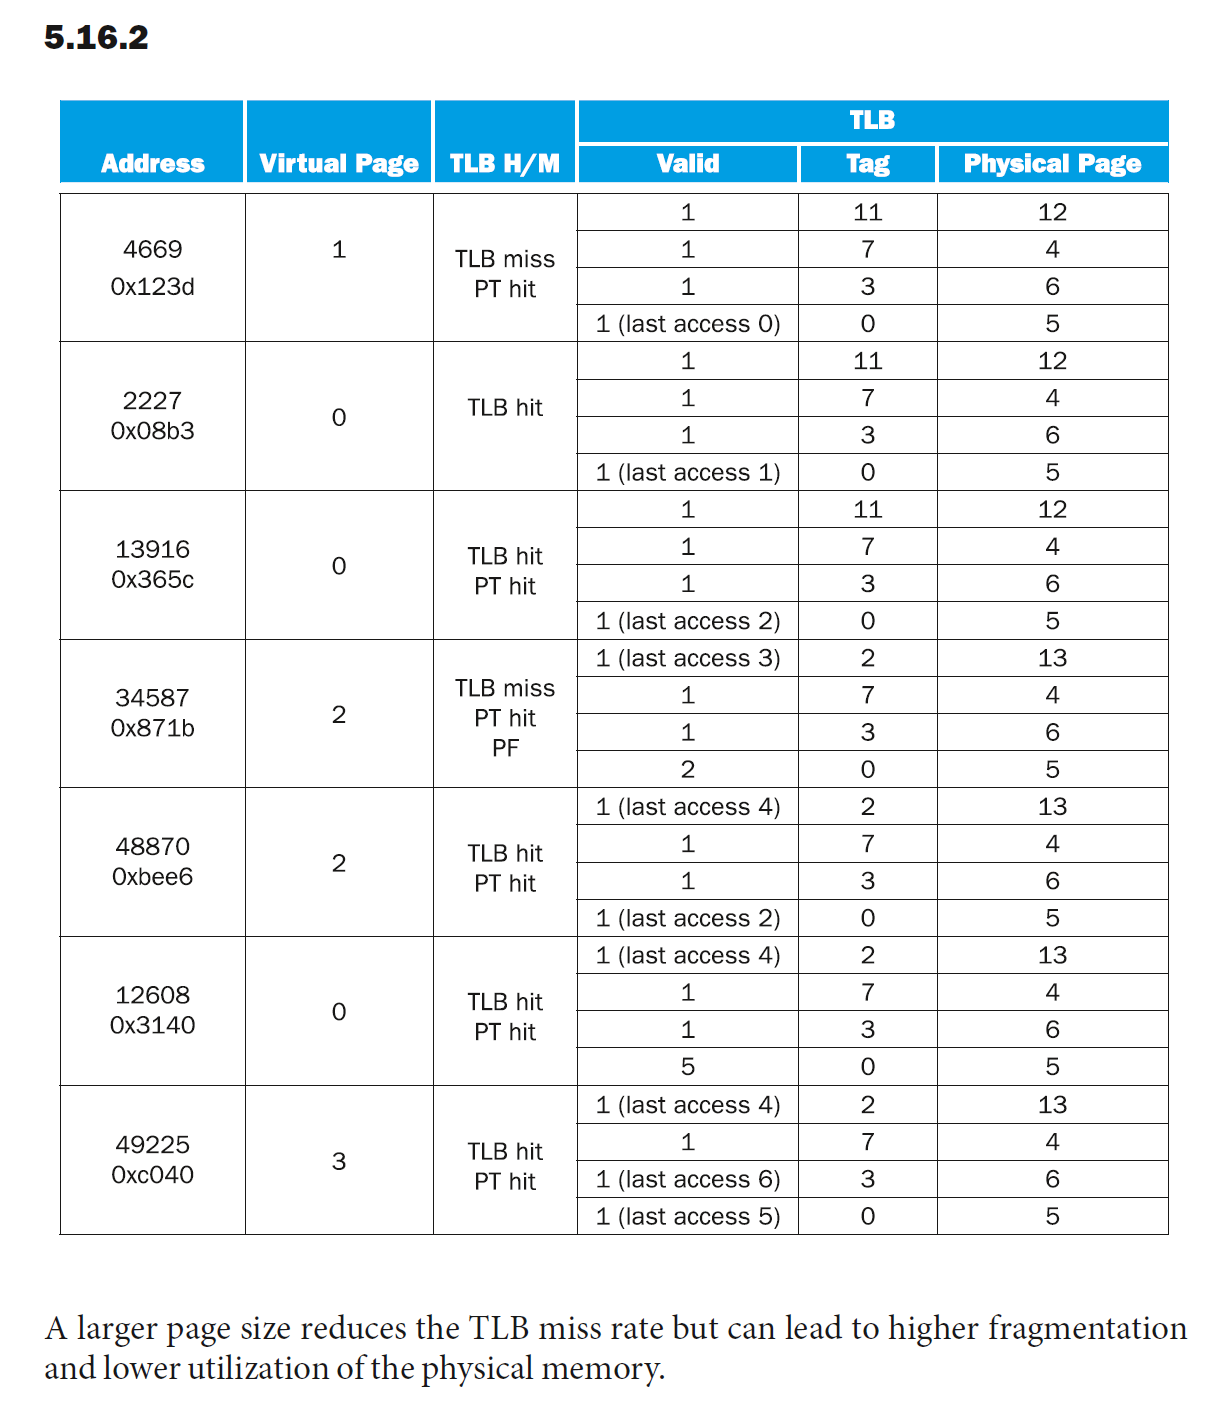 5.16.2
TLB
Address Virtual Page TLB H/M Valid Tag Physical Page
4669
0x123d
1
TLB miss
PT hit
1 11 12
1 7 4
1 3 6
1 (last access 0) 0 5
2227
0x08b3
0
TLB hit
1 11 12
1 7 4
1 3 6
1 (last access 1) 0 5
13916
0x365c
0
TLB hit
PT hit
1 11 12
1 7 4
1 3 6
1 (last access 2) 0 5
34587
0x871b
2
TLB miss
PT hit
PF
1 (last access 3) 2 13
1 7 4
1 3 6
2 0 5
48870
0xbee6
2
TLB hit
PT hit
1 (last access 4) 2 13
1 7 4
1 3 6
1 (last access 2) 0 5
12608
0x3140
0
TLB hit
PT hit
1 (last access 4) 2 13
1 7 4
1 3 6
5 0 5
49225
0xc040
3
TLB hit
PT hit
1 (last access 4) 2 13
1 7 4
1 (last access 6) 3 6
1 (last access 5) 0 5
A larger page size reduces the TLB miss rate but can lead to higher fragmentation
and lower utilization of the physical memory.